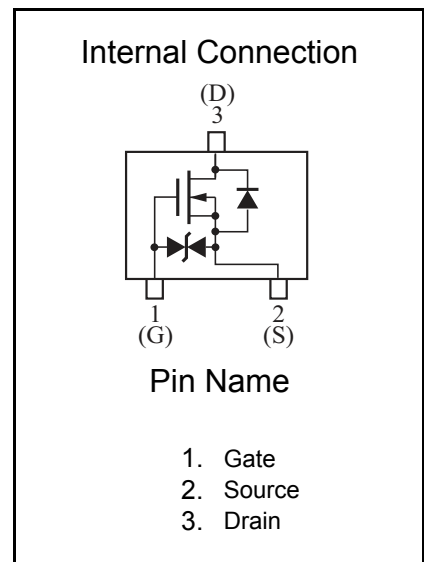 Internal Connection
(D)
3
1
2
(G)
(S)
Pin Name
1. Gate
2. Source
3. Drain